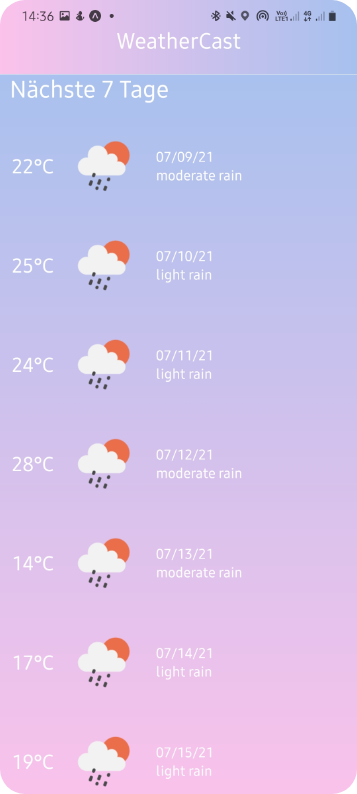 14:36
VoLTE1 4G
WeatherCast
Nächste 7 Tage
22°C
07/09/21
moderate rain
25°C
07/10/21
light rain
24°C
07/11/21
light rain
28°C
07/12/21
moderate rain
14°C
07/13/21
moderate rain
17°C
07/14/21
light rain
19°C
07/15/21
light rain